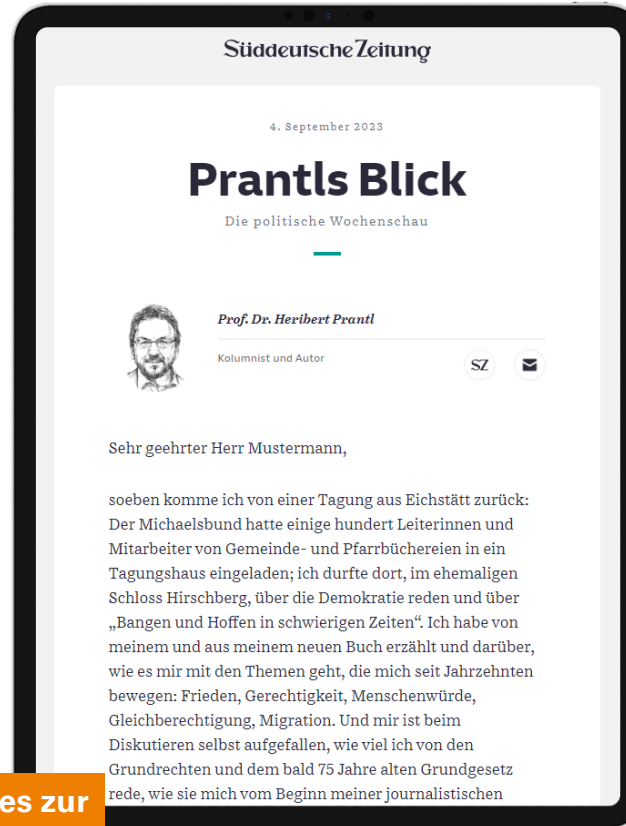 Süddeutsche Zeitung
4. September 2023
Prantls Blick
Die politische Wochenschau
Prof. Dr. Heribert Prantl
Kolumnist und Autor
SZ
Sehr geehrter Herr Mustermann,
soeben komme ich von einer Tagung aus Eichstätt zurück:
Der Michaelsbund hatte einige hundert Leiterinnen und
Mitarbeiter von Gemeinde- und Pfarrbüchereien in ein
Tagungshaus eingeladen; ich durfte dort, im ehemaligen
Schloss Hirschberg, über die Demokratie reden und über
„Bangen und Hoffen in schwierigen Zeiten“. Ich habe von
meinem und aus meinem neuen Buch erzählt und darüber,
wie es mir mit den Themen geht, die mich seit Jahrzehnten
bewegen: Frieden, Gerechtigkeit, Menschenwürde,
Gleichberechtigung, Migration. Und mir ist beim
Diskutieren selbst aufgefallen, wie viel ich von den
Grundrechten und dem bald 75 Jahre alten Grundgesetz
rede, wie sie mich vom Beginn meiner journalistischen
es zur